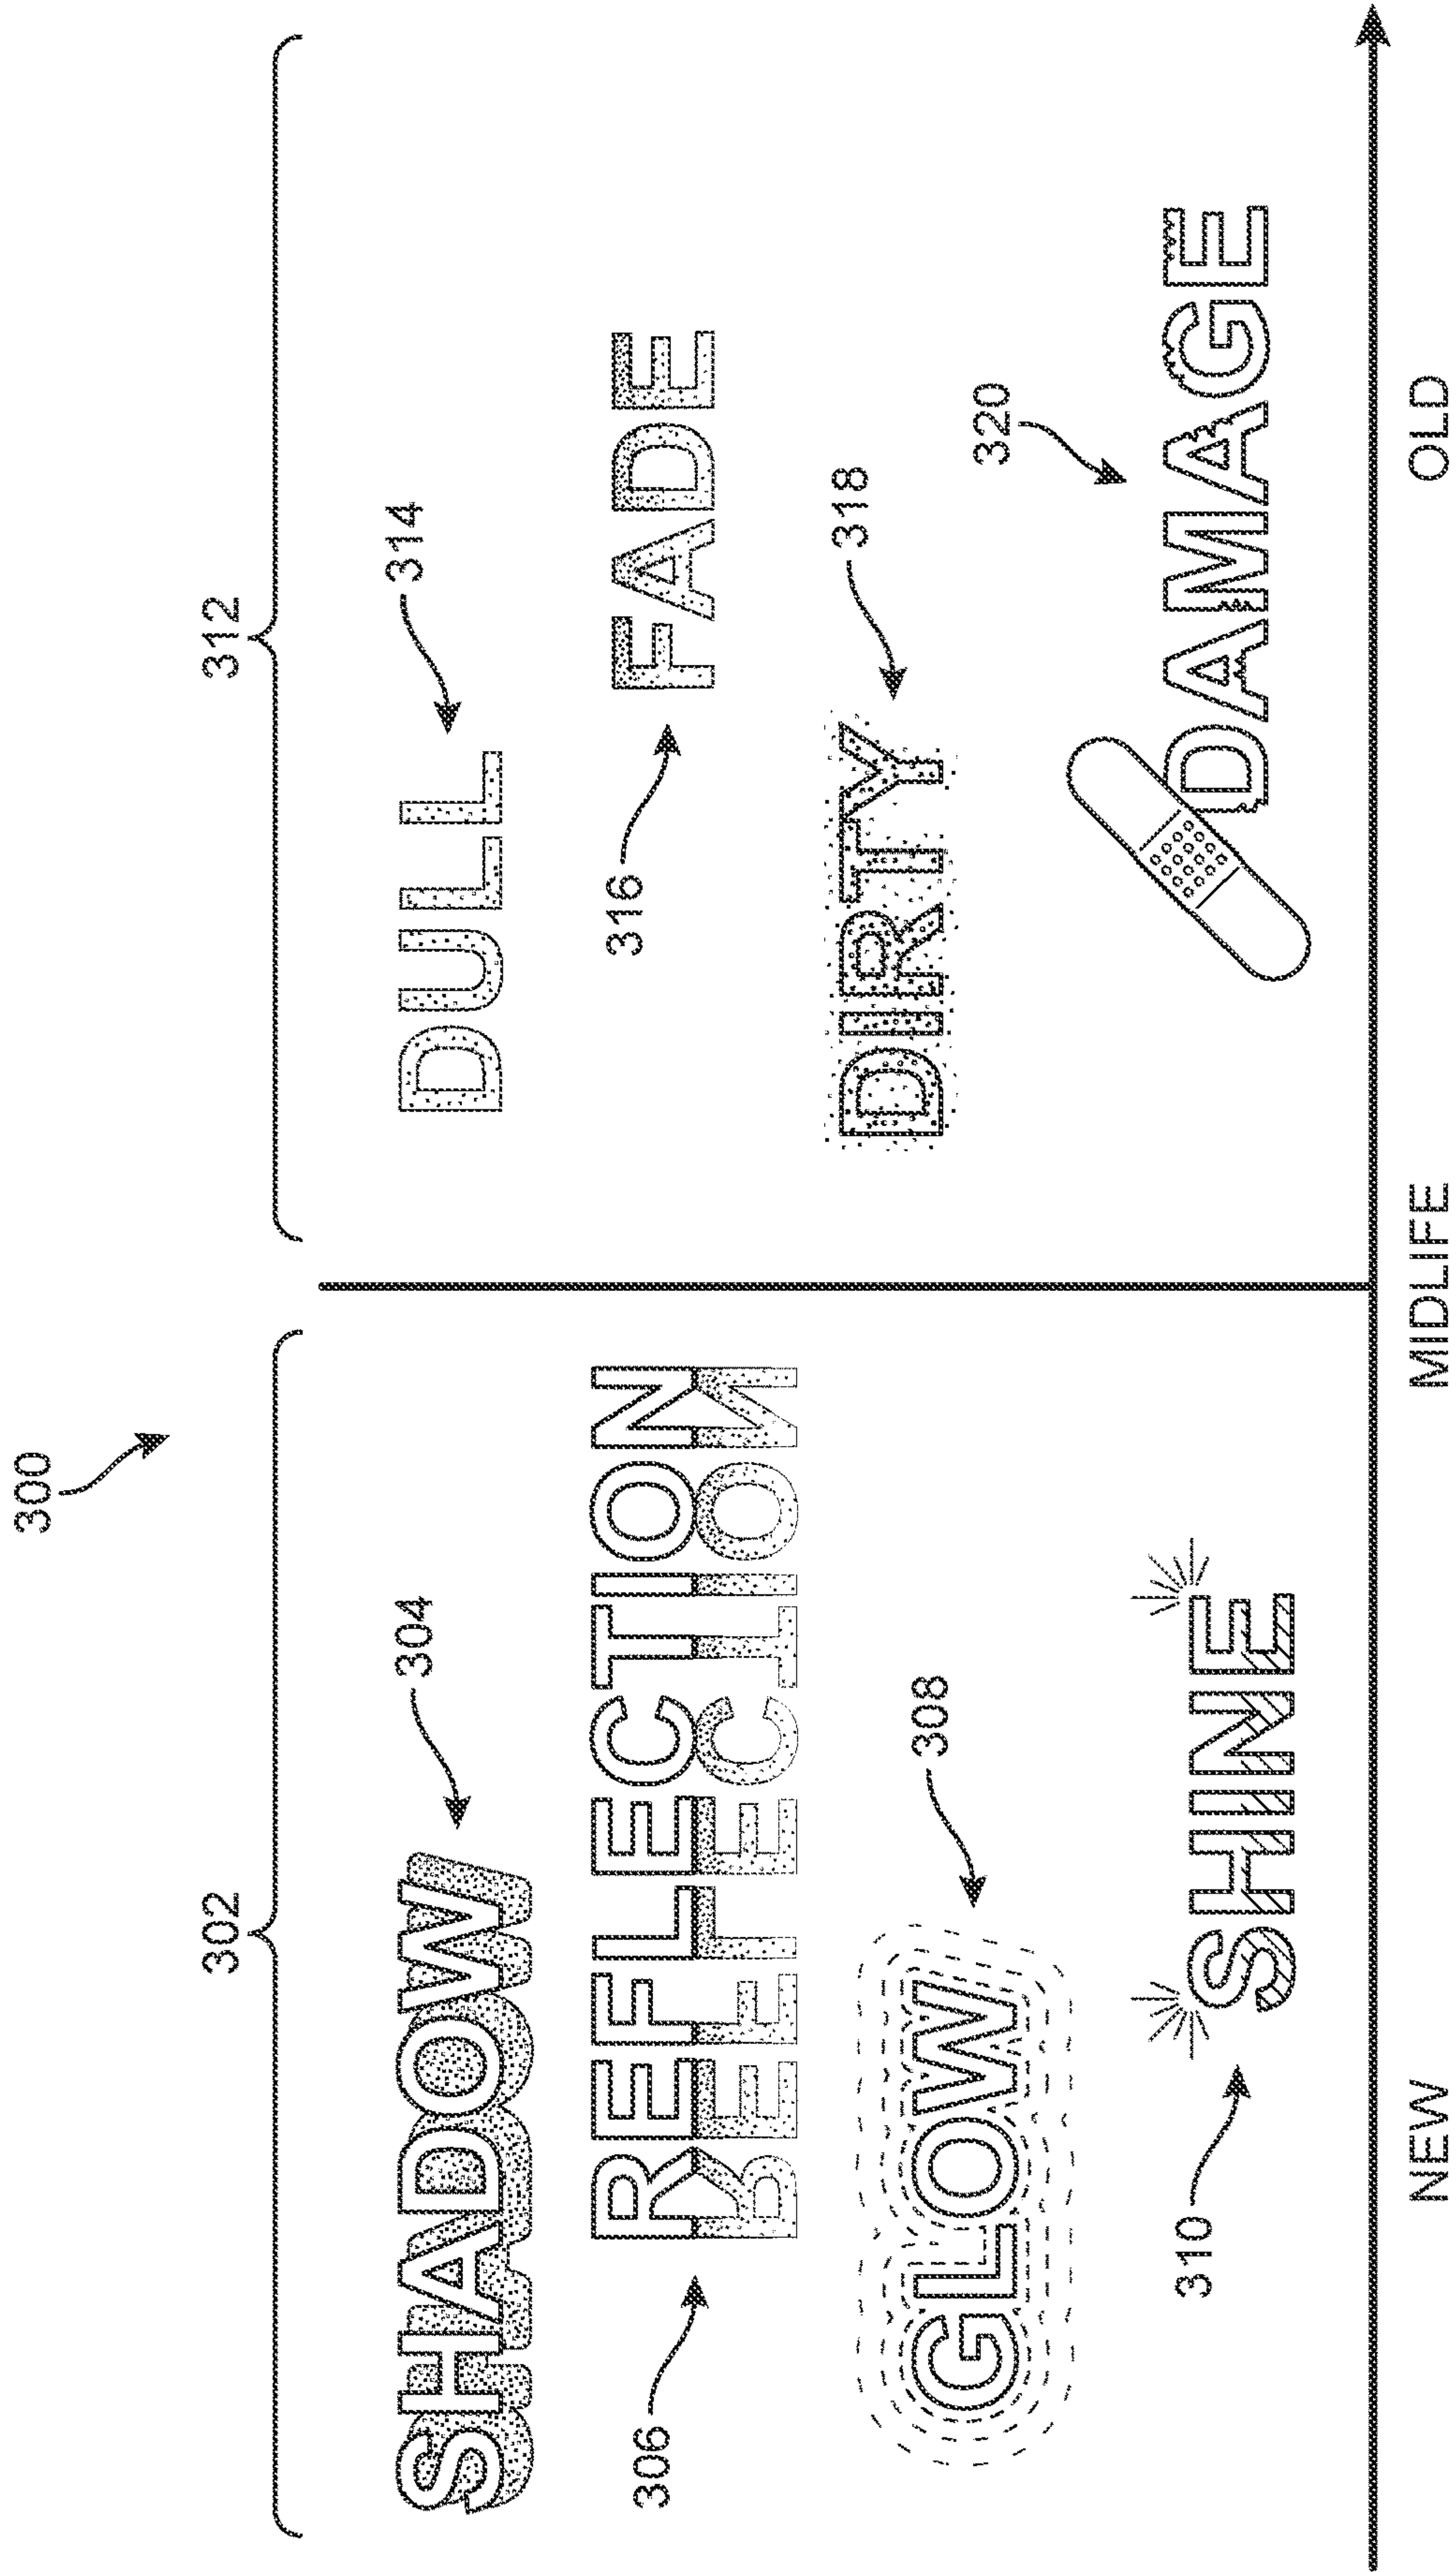 300
302
312
SHADOW
304
DULL
314
REFLECTION
306
FADE
316
GLOW
308
DIRTY
318
SHINE
310
DAMAGE
320
NEW
MIDLIFE
OLD